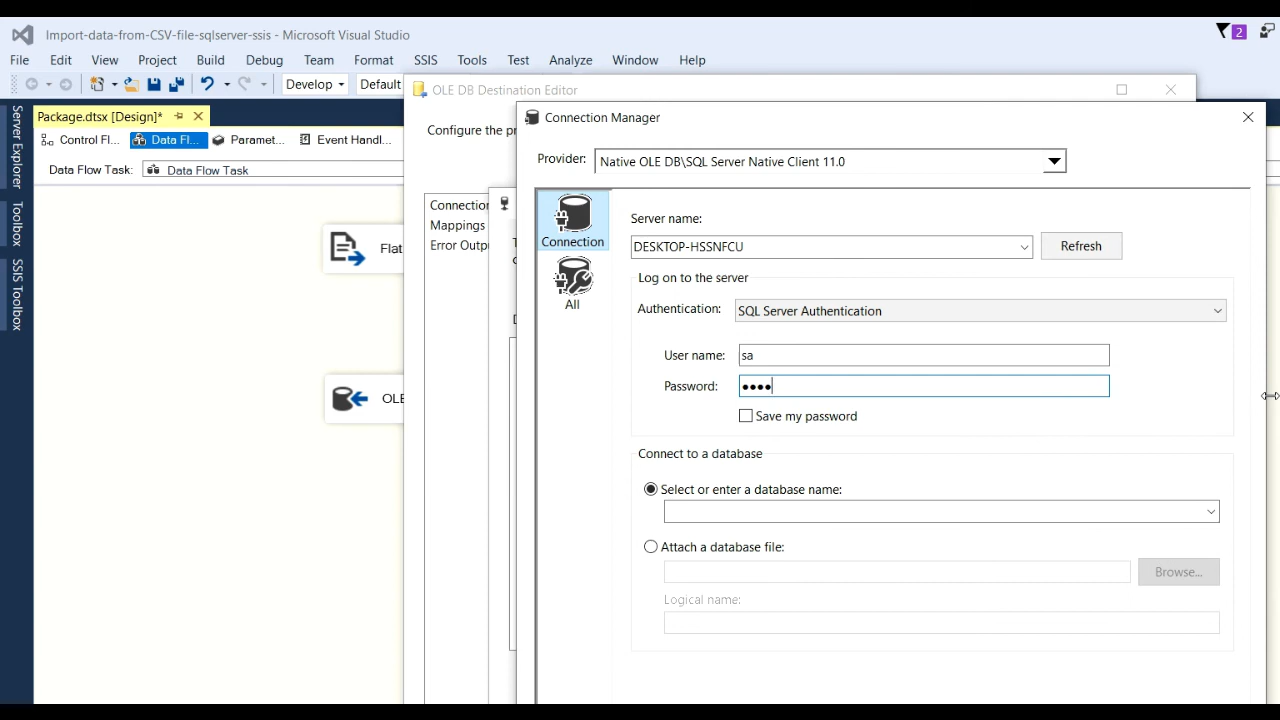 Import-data-from-CSV-file-sqlserver-ssis - Microsoft Visual Studio
2
File Edit View Project Build Debug Team Format SSIS Tools Test Analyze Window Help
Develop Default
OLE DB Destination Editor
Package.dtsx [Design]*
Connection Manager
Control Fl... Data Fl... Paramet... Event Handl...
Configure the pr
Provider: Native OLE DB\SQL Server Native Client 11.0
Data Flow Task: Data Flow Task
Server Explorer
Toolbox
SSIS Toolbox
Connection
Mappings
Error Outpu
Flat
OLE
Connection
All
Server name:
DESKTOP-HSSNFCU Refresh
Log on to the server
Authentication: SQL Server Authentication
User name: sa
Password: ●●●●
Save my password
Connect to a database
Select or enter a database name:
Attach a database file:
Browse...
Logical name: